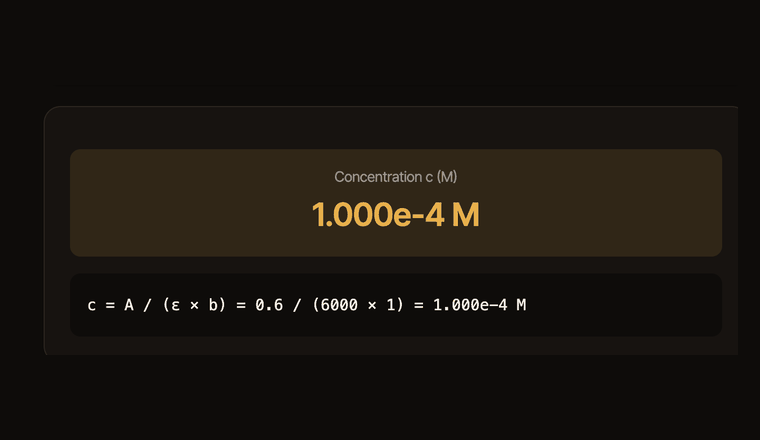 Concentration c (M)
1.000e-4 M
c = A / (ε × b) = 0.6 / (6000 × 1) = 1.000e-4 M